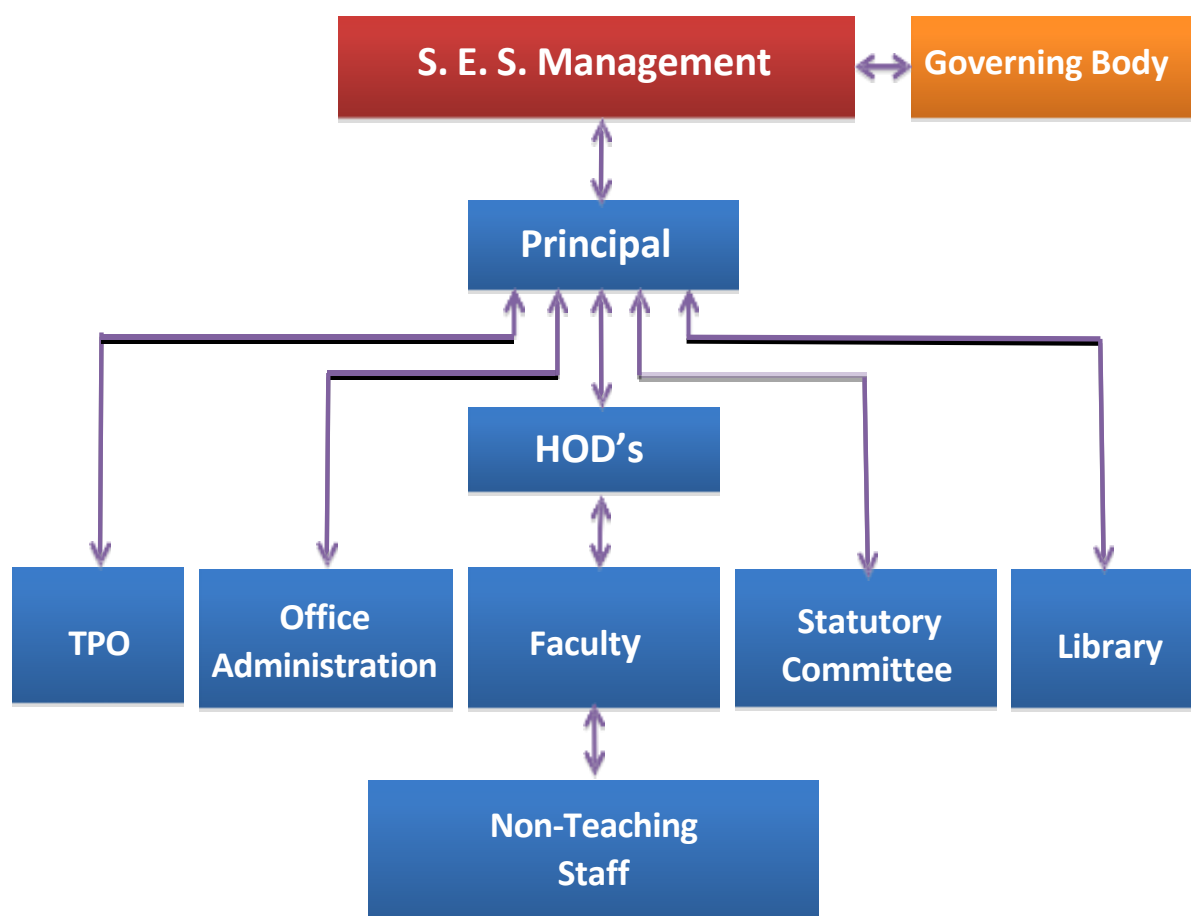 S. E. S. Management
Governing Body
Principal
HOD’s
TPO
Office
Administration
Faculty
Statutory
Committee
Library
Non-Teaching
Staff